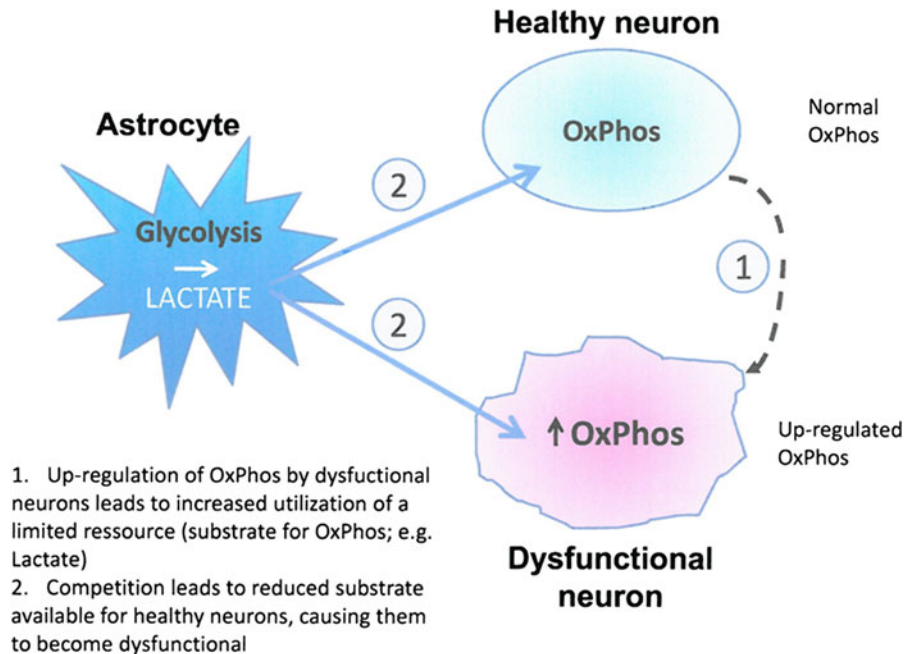 Healthy neuron
OxPhos
Normal
OxPhos
Astrocyte
2
Glycolysis
LACTATE
1
2
↑ OxPhos
Up-regulated
OxPhos
Dysfunctional
neuron
1. Up-regulation of OxPhos by dysfuctional
neurons leads to increased utilization of a
limited ressource (substrate for OxPhos; e.g.
Lactate)
2. Competition leads to reduced substrate
available for healthy neurons, causing them
to become dysfunctional